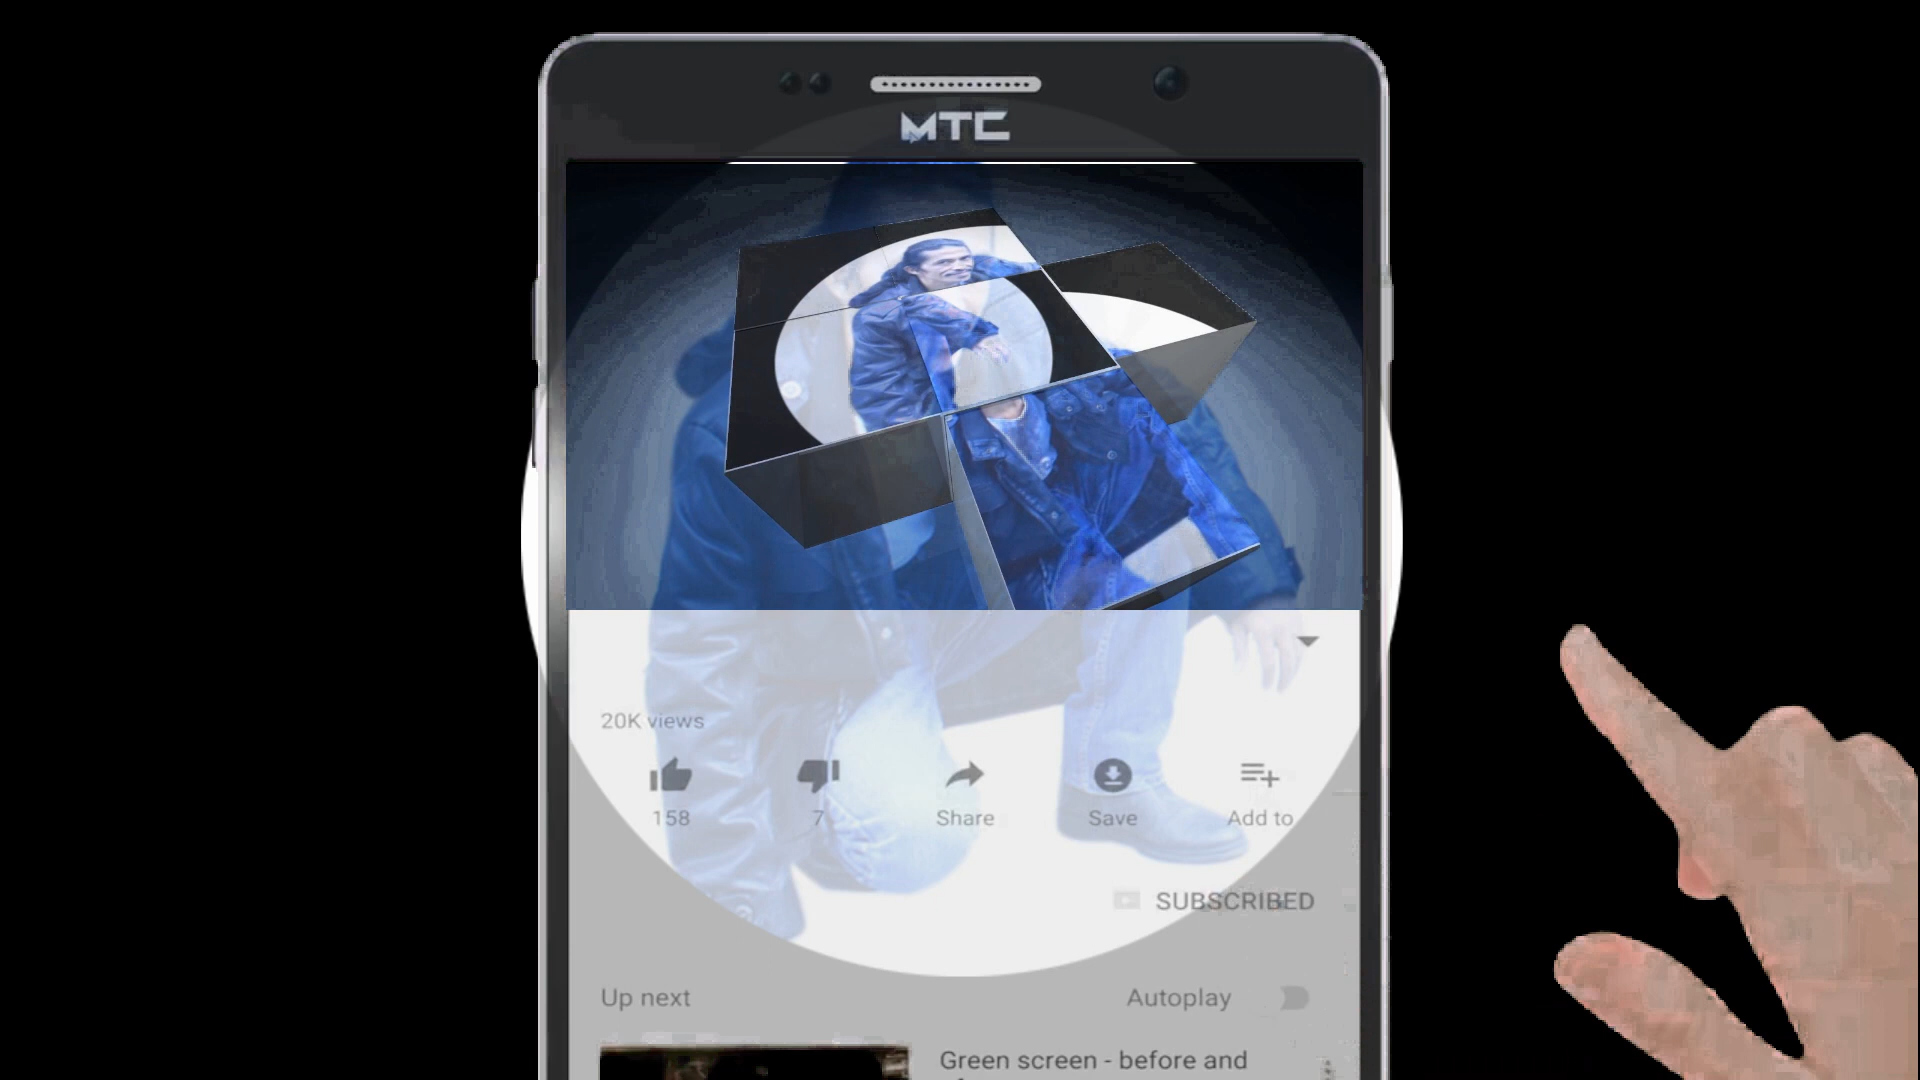 MTC
20K views
158
7
Share
Save
Add to
SUBSCRIBED
Up next
Autoplay
Green screen - before and